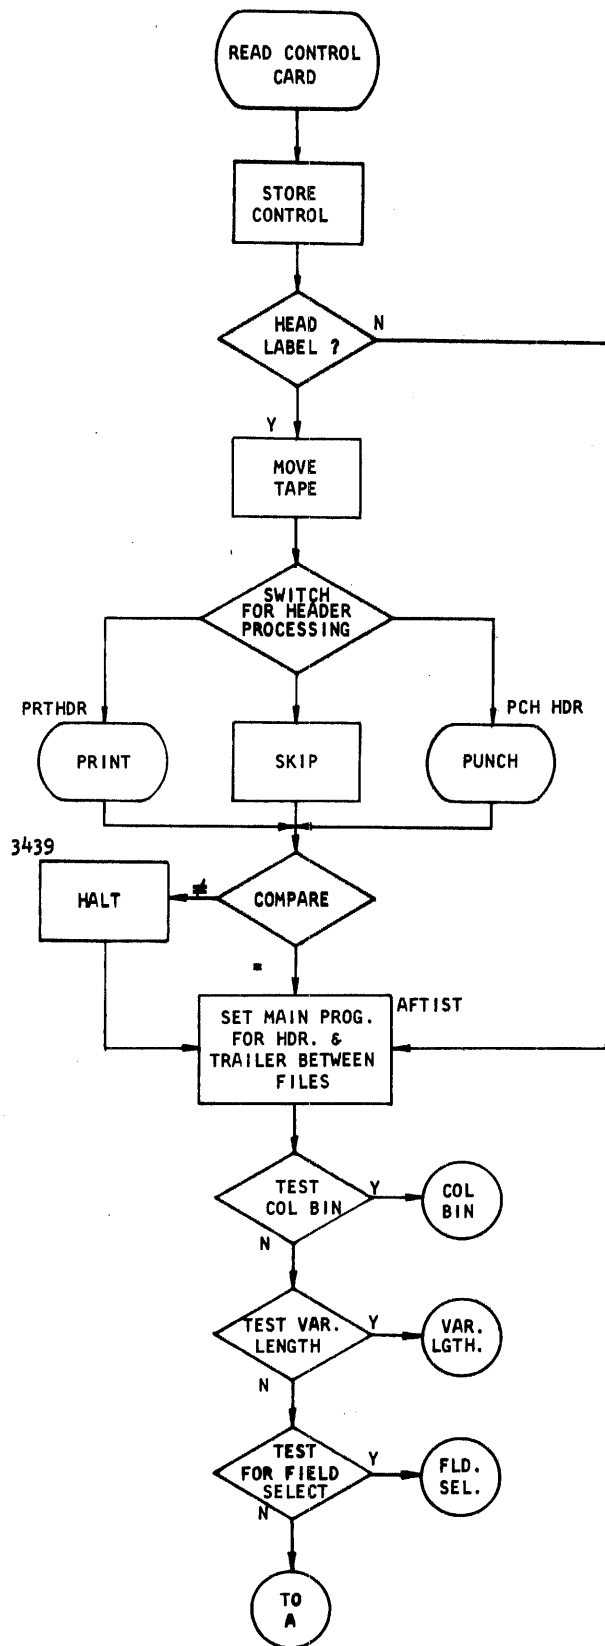 READ CONTROL
CARD
STORE
CONTROL
HEAD
LABEL ?
N
Y
MOVE
TAPE
SWITCH
FOR HEADER
PROCESSING
PRTHDR
PCH HDR
PRINT
SKIP
PUNCH
3439
HALT
≠
COMPARE
=
SET MAIN PROG.
FOR HDR. &
TRAILER BETWEEN
FILES
AFTIST
TEST
COL BIN
Y
COL
BIN
N
TEST VAR.
LENGTH
Y
VAR.
LGTH.
N
TEST
FOR FIELD
SELECT
Y
FLD.
SEL.
N
TO
A